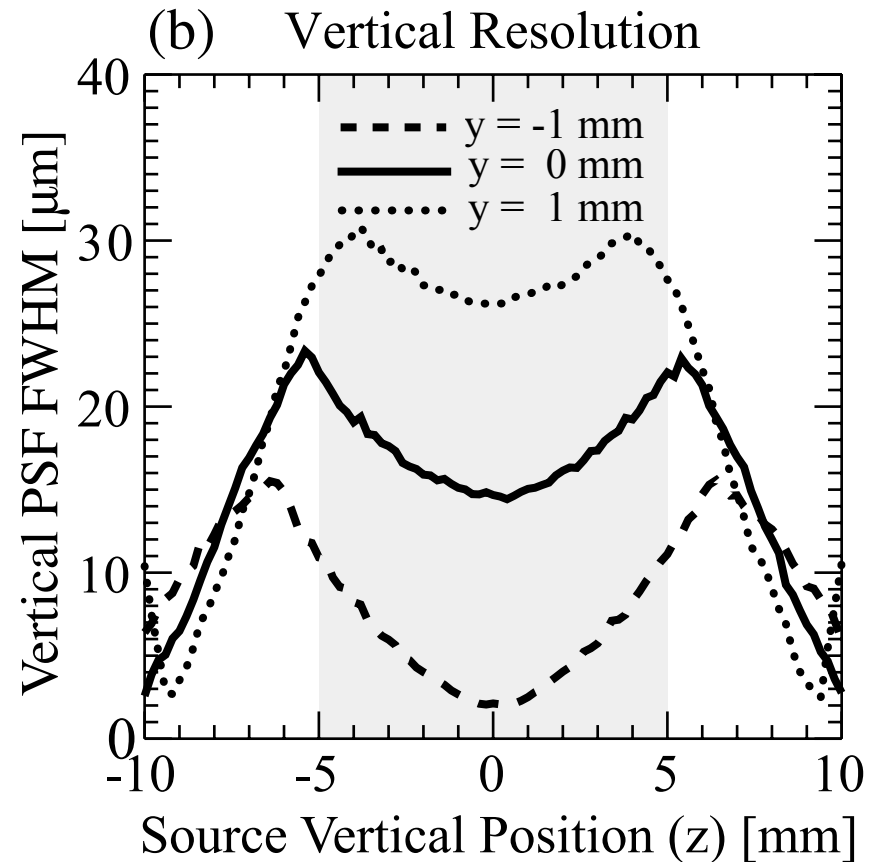 (b) Vertical Resolution
40
30
20
10
0
Vertical PSF FWHM [μm]
y = -1 mm
y = 0 mm
y = 1 mm
-10 -5 0 5 10
Source Vertical Position (z) [mm]